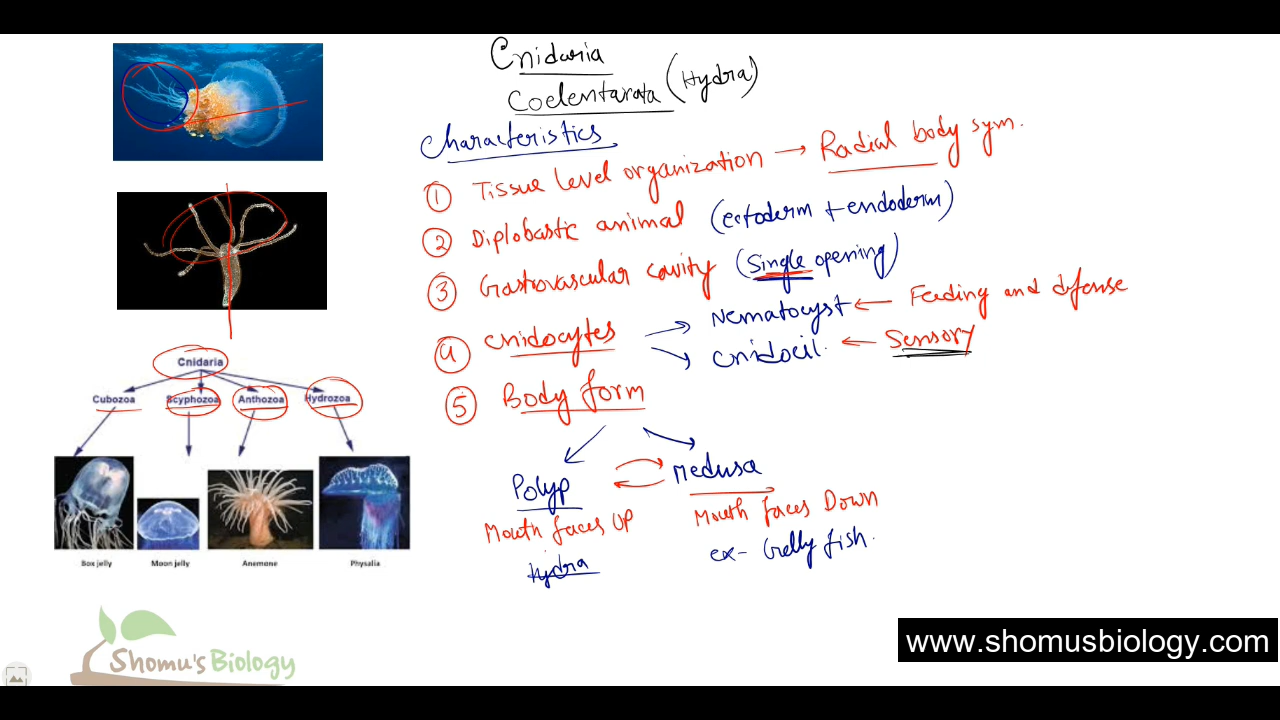 Cnidaria
Coelentarata (Hydra)
Characteristics
① Tissue level organization → Radial body sym.
② Diplobastic animal (ectoderm + endoderm)
③ Gastrovascular cavity (Single opening)
④ Cnidocytes → Nematocyst ← Feeding and defense
→ Cnidocil. ← Sensory
⑤ Body form
Polyp Medusa
Mouth faces UP Mouth faces Down
Hydra ex- Gelly fish.
Cnidaria
Cubozoa Scyphozoa Anthozoa Hydrozoa
Box jelly Moon jelly Anemone Physalia
Shomu's Biology
www.shomusbiology.com